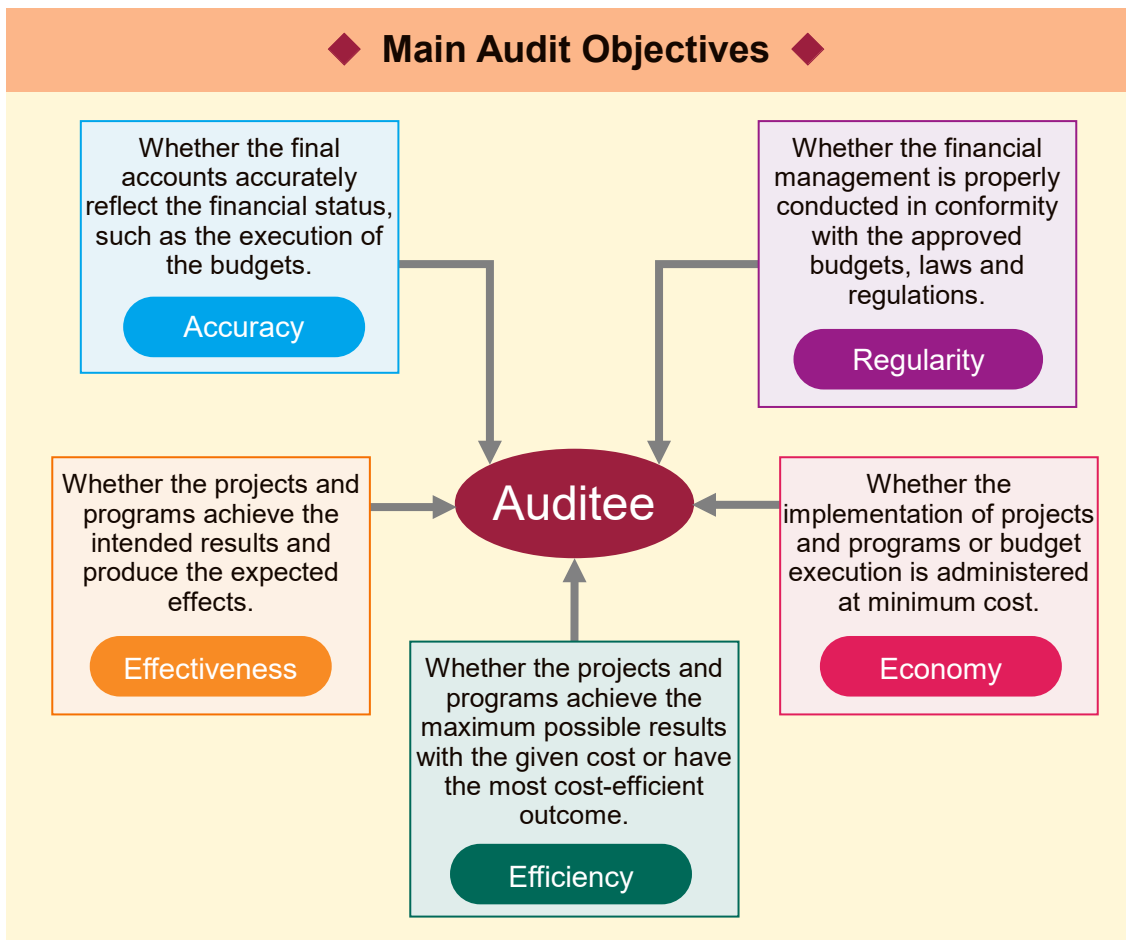 Main Audit Objectives
Whether the final
accounts accurately
reflect the financial status,
such as the execution of
the budgets.
Accuracy
Whether the financial
management is properly
conducted in conformity
with the approved
budgets, laws and
regulations.
Regularity
Auditee
Whether the projects and
programs achieve the
intended results and
produce the expected
effects.
Effectiveness
Whether the
implementation of projects
and programs or budget
execution is administered
at minimum cost.
Economy
Whether the projects and
programs achieve the
maximum possible results
with the given cost or have
the most cost-efficient
outcome.
Efficiency